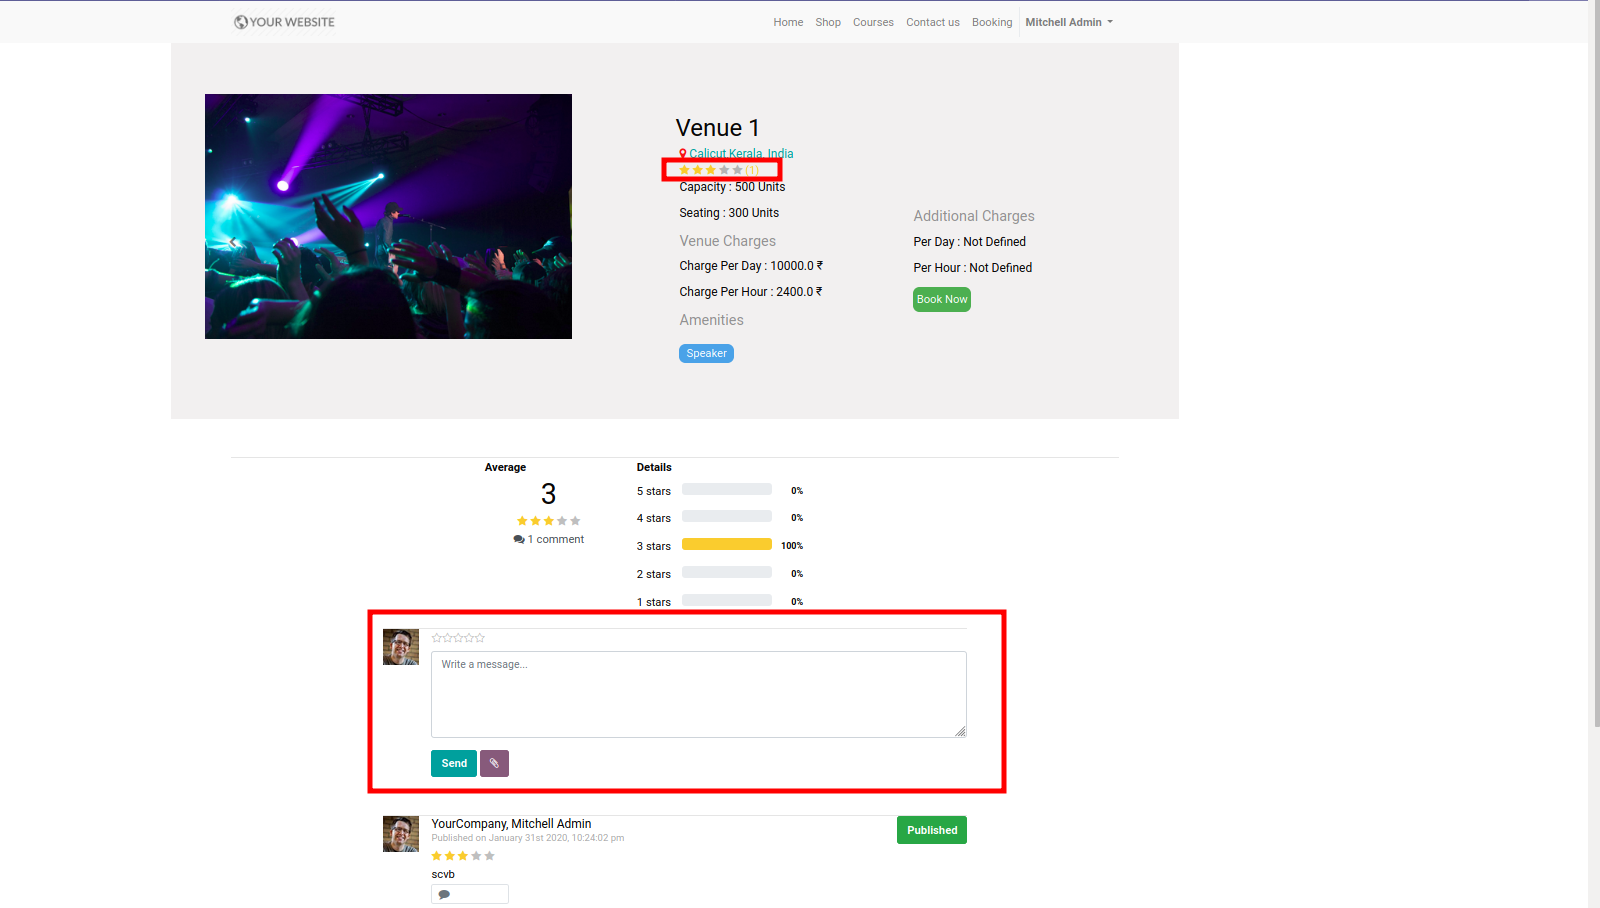 YOUR WEBSITE
Home Shop Courses Contact us Booking Mitchell Admin
Venue 1
Calicut Kerala, India
(1)
Capacity : 500 Units
Seating : 300 Units
Venue Charges
Charge Per Day : 10000.0 ₹
Charge Per Hour : 2400.0 ₹
Amenities
Speaker
Additional Charges
Per Day : Not Defined
Per Hour : Not Defined
Book Now
Average
3
1 comment
Details
5 stars 0%
4 stars 0%
3 stars 100%
2 stars 0%
1 stars 0%
Write a message...
Send
YourCompany, Mitchell Admin
Published on January 31st 2020, 10:24:02 pm
Published
scvb